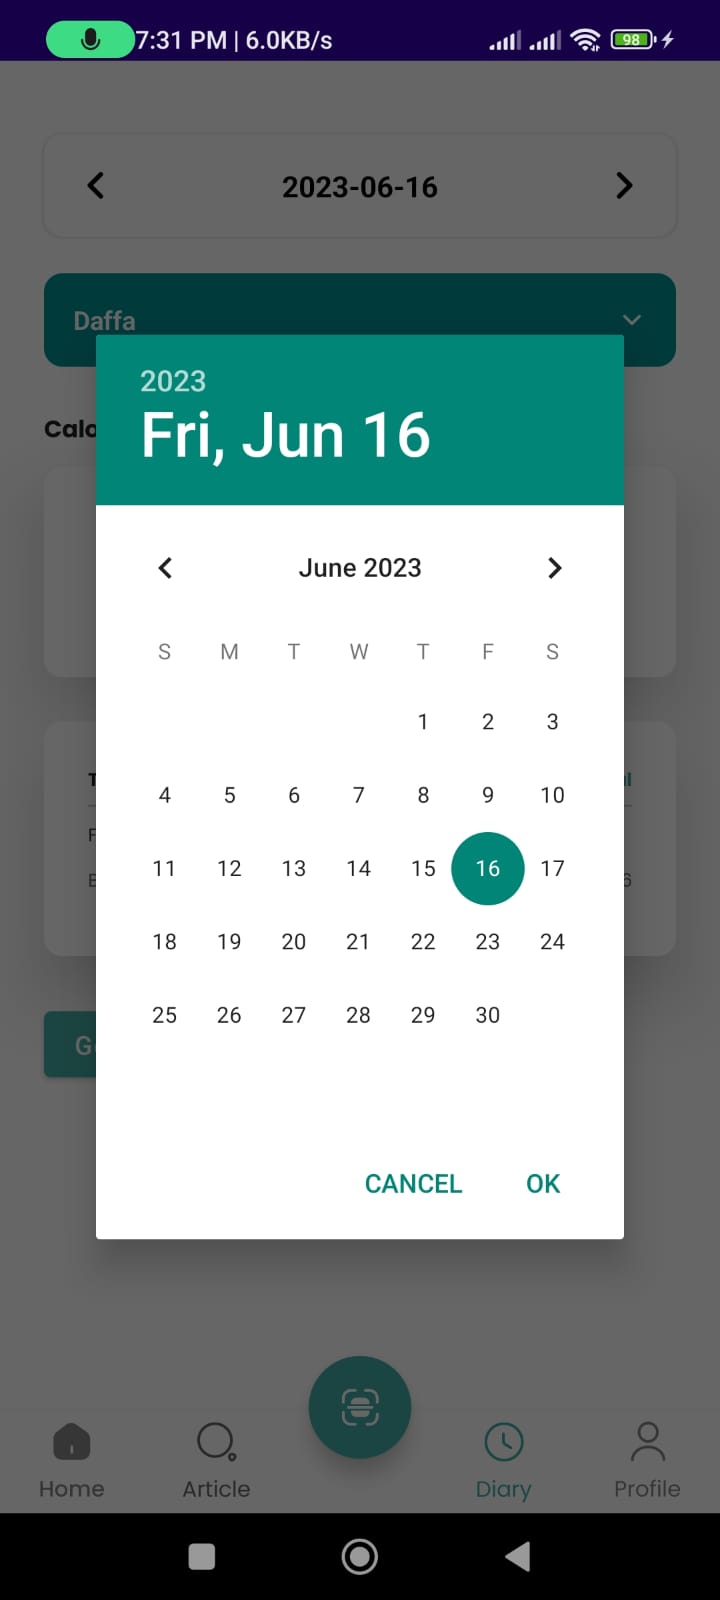 7:31 PM | 6.0KB/s 98
2023-06-16
Daffa
2023
Fri, Jun 16
June 2023
S M T W T F S
1 2 3
4 5 6 7 8 9 10
11 12 13 14 15 16 17
18 19 20 21 22 23 24
25 26 27 28 29 30
CANCEL OK
Home Article Diary Profile